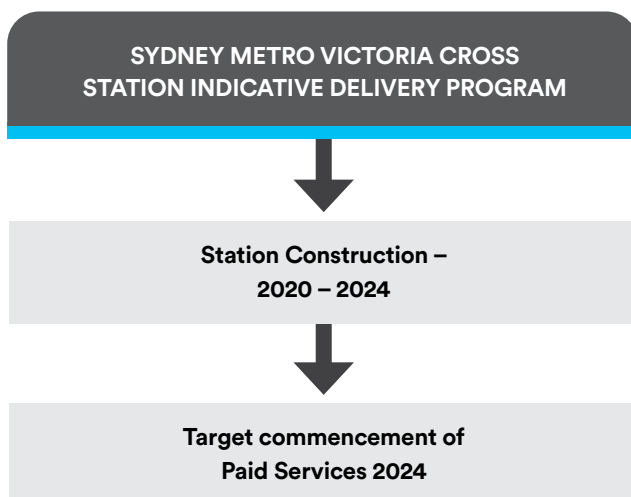 SYDNEY METRO VICTORIA CROSS
STATION INDICATIVE DELIVERY PROGRAM
Station Construction –
2020 – 2024
Target commencement of
Paid Services 2024